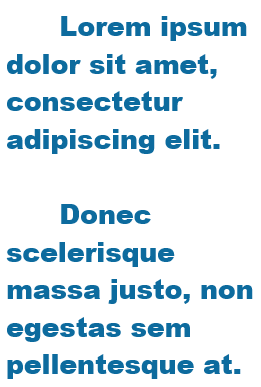 Lorem ipsum
dolor sit amet,
consectetur
adipiscing elit.
Donec
scelerisque
massa justo, non
egestas sem
pellentesque at.